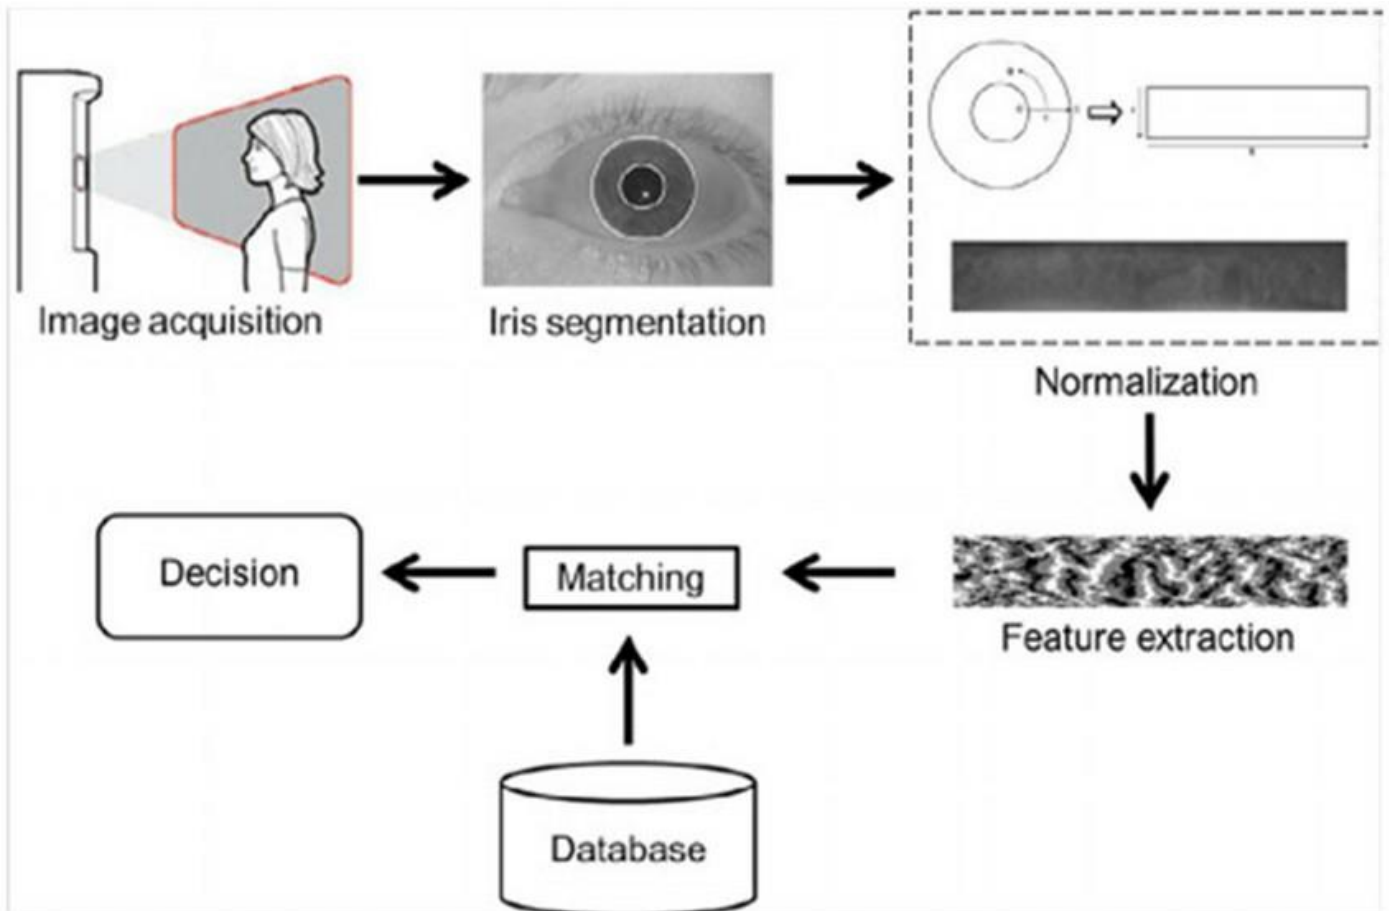 Image acquisition
Iris segmentation
Normalization
Feature extraction
Matching
Decision
Database